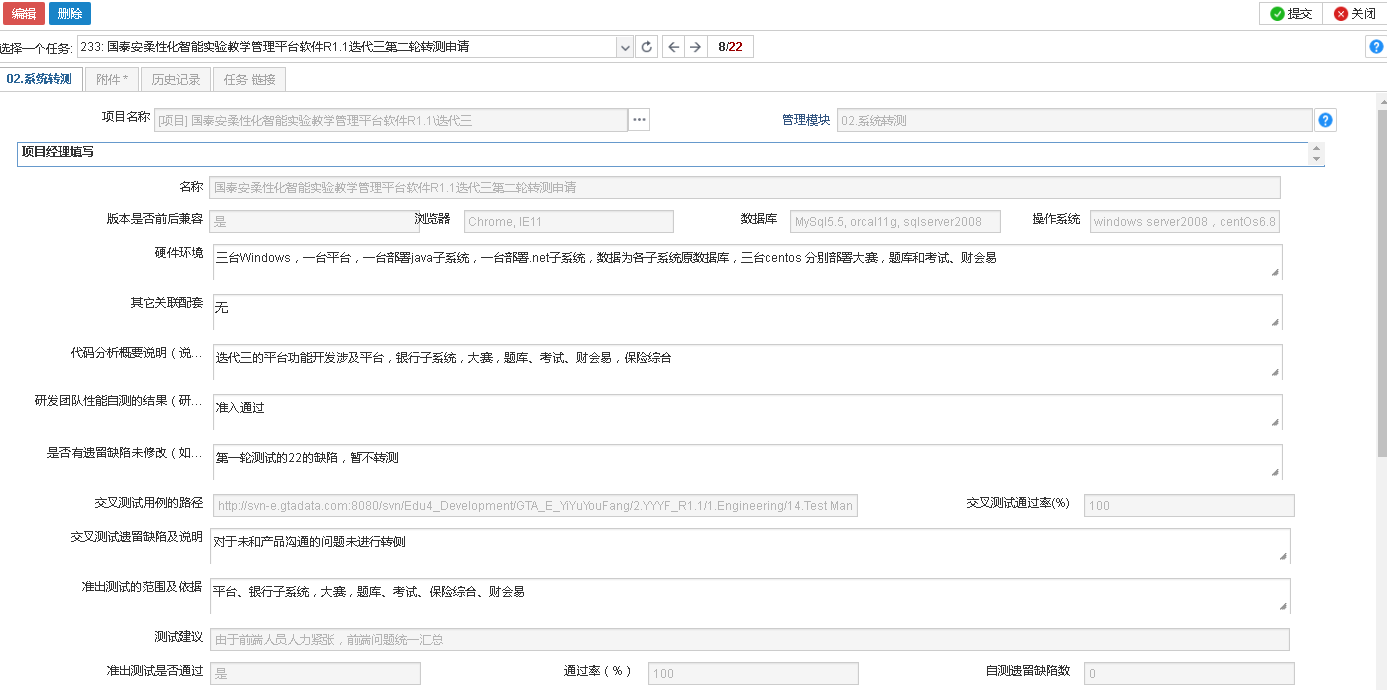 编辑 删除 提交 关闭
选择一个任务: 233: 国泰安柔性化智能实验教学管理平台软件R1.1迭代三第二轮转测申请 8/22
02.系统转测 附件* 历史记录 任务 链接
项目名称 [项目] 国泰安柔性化智能实验教学管理平台软件R1.1\迭代三 ... 管理模块 02.系统转测
项目经理填写
名称 国泰安柔性化智能实验教学管理平台软件R1.1迭代三第二轮转测申请
版本是否前后兼容 是 浏览器 Chrome, IE11 数据库 MySql5.5, orcal11g, sqlserver2008 操作系统 windows server2008，centOs6.8
硬件环境 三台Windows，一台平台，一台部署java子系统，一台部署.net子系统，数据为各子系统原数据库，三台centos 分别部署大赛，题库和考试、财会易
其它关联配套 无
代码分析概要说明（说... 迭代三的平台功能开发涉及平台，银行子系统，大赛，题库、考试、财会易，保险综合
研发团队性能自测的结果（研... 准入通过
是否有遗留缺陷未修改（如... 第一轮测试的22的缺陷，暂不转测
交叉测试用例的路径 http://svn-e.gtadata.com:8080/svn/Edu4_Development/GTA_E_YiYuYouFang/2.YYYF_R1.1/1.Engineering/14.Test Man 交叉测试通过率(%) 100
交叉测试遗留缺陷及说明 对于未和产品沟通的问题未进行转侧
准出测试的范围及依据 平台、银行子系统，大赛，题库、考试、保险综合、财会易
测试建议 由于前端人员人力紧张，前端问题统一汇总
准出测试是否通过 是 通过率（％） 100 自测遗留缺陷数 0